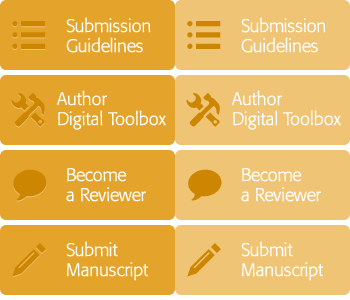 Submission
Guidelines
Submission
Guidelines
Author
Digital Toolbox
Author
Digital Toolbox
Become
a Reviewer
Become
a Reviewer
Submit
Manuscript
Submit
Manuscript